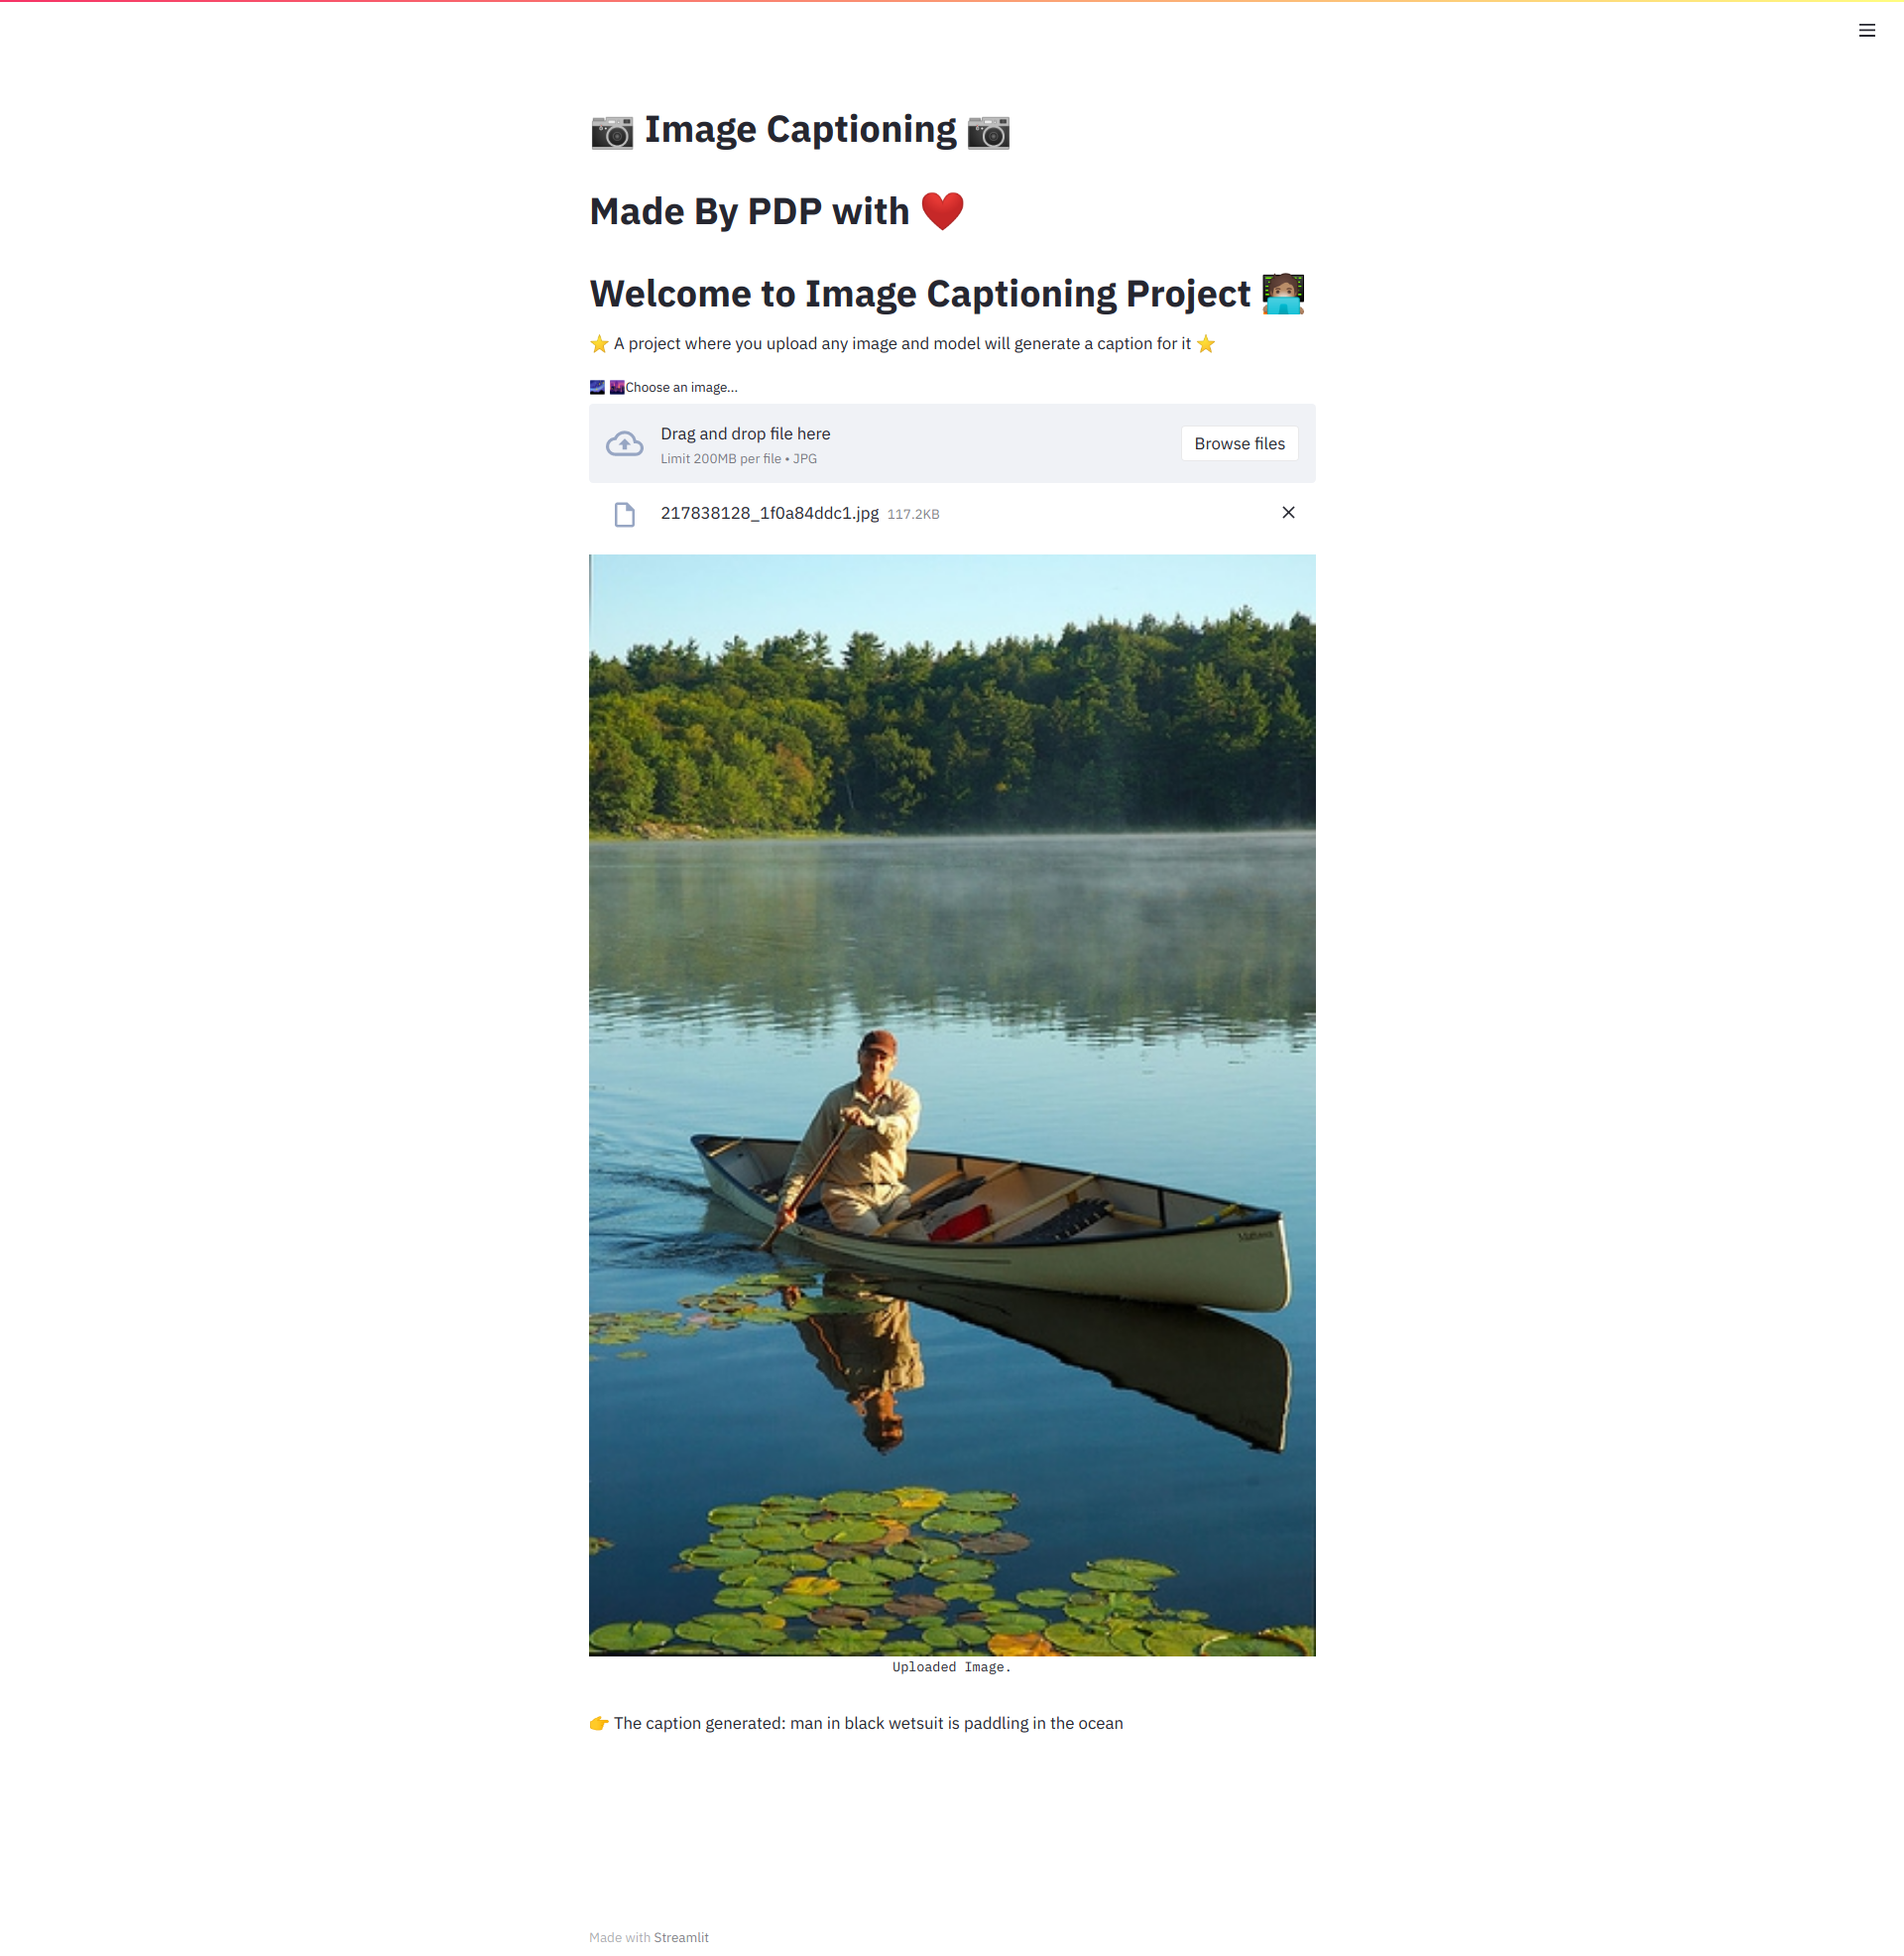 📷 Image Captioning 📷
Made By PDP with ❤️
Welcome to Image Captioning Project 👩🏽‍💻
⭐ A project where you upload any image and model will generate a caption for it ⭐
🌌 🌆Choose an image...
Drag and drop file here
Limit 200MB per file • JPG
Browse files
217838128_1f0a84ddc1.jpg 117.2KB
Uploaded Image.
👉 The caption generated: man in black wetsuit is paddling in the ocean
Made with Streamlit